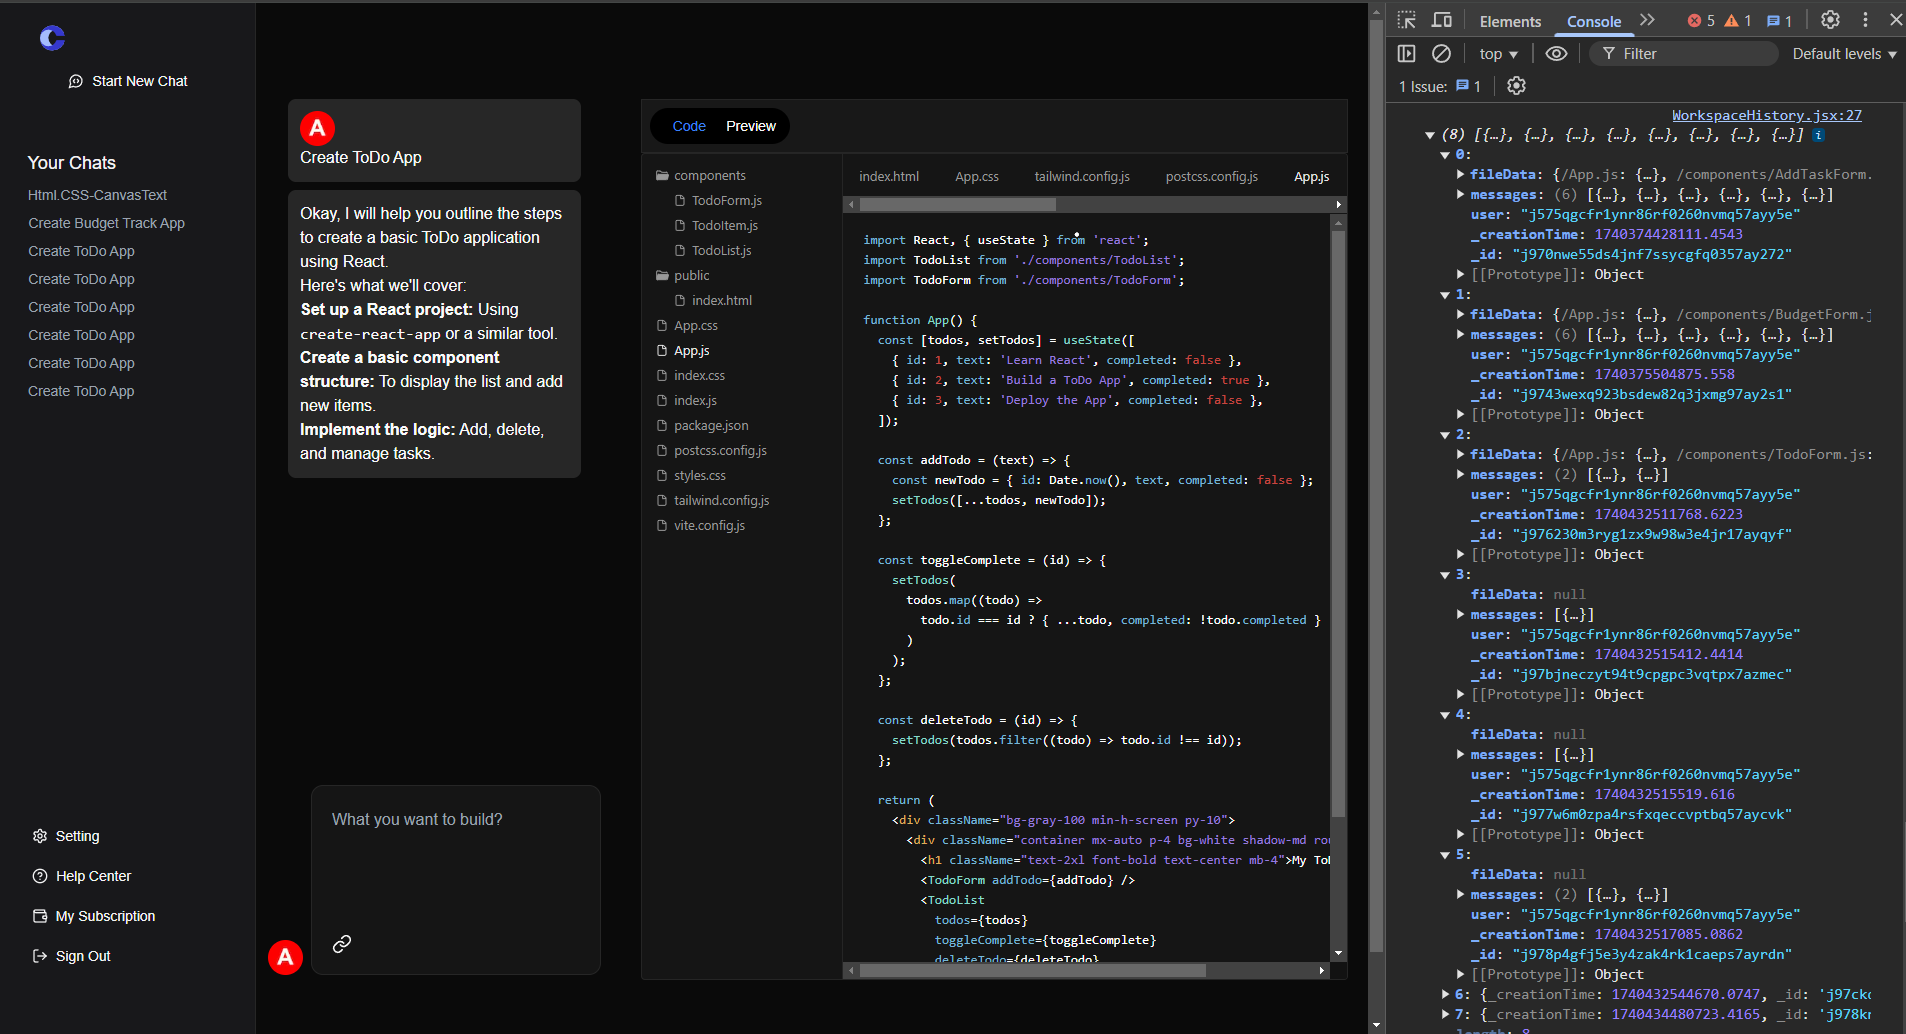 Start New Chat
Your Chats
Html.CSS-CanvasText
Create Budget Track App
Create ToDo App
Create ToDo App
Create ToDo App
Create ToDo App
Create ToDo App
Create ToDo App
Setting
Help Center
My Subscription
Sign Out
A
Create ToDo App
Okay, I will help you outline the steps
to create a basic ToDo application
using React.
Here's what we'll cover:
Set up a React project: Using
create-react-app or a similar tool.
Create a basic component
structure: To display the list and add
new items.
Implement the logic: Add, delete,
and manage tasks.
What you want to build?
A
Code Preview
components
TodoForm.js
TodoItem.js
TodoList.js
public
index.html
App.css
App.js
index.css
index.js
package.json
postcss.config.js
styles.css
tailwind.config.js
vite.config.js
index.html App.css tailwind.config.js postcss.config.js App.js
import React, { useState } from 'react';
import TodoList from './components/TodoList';
import TodoForm from './components/TodoForm';
function App() {
const [todos, setTodos] = useState([
{ id: 1, text: 'Learn React', completed: false },
{ id: 2, text: 'Build a ToDo App', completed: true },
{ id: 3, text: 'Deploy the App', completed: false },
]);
const addTodo = (text) => {
const newTodo = { id: Date.now(), text, completed: false };
setTodos([...todos, newTodo]);
};
const toggleComplete = (id) => {
setTodos(
todos.map((todo) =>
todo.id === id ? { ...todo, completed: !todo.completed }
)
);
};
const deleteTodo = (id) => {
setTodos(todos.filter((todo) => todo.id !== id));
};
return (
<div className="bg-gray-100 min-h-screen py-10">
<div className="container mx-auto p-4 bg-white shadow-md rou
<h1 className="text-2xl font-bold text-center mb-4">My ToD
<TodoForm addTodo={addTodo} />
<TodoList
todos={todos}
toggleComplete={toggleComplete}
deleteTodo={deleteTodo}
Elements Console 5 1 1
top Filter Default levels
1 Issue: 1
WorkspaceHistory.jsx:27
(8) [{…}, {…}, {…}, {…}, {…}, {…}, {…}, {…}] i
0:
fileData: {/App.js: {…}, /components/AddTaskForm.
messages: (6) [{…}, {…}, {…}, {…}, {…}, {…}]
user: "j575qgcfr1ynr86rf0260nvmq57ayy5e"
_creationTime: 1740374428111.4543
_id: "j970nwe55ds4jnf7ssycgfq0357ay272"
[[Prototype]]: Object
1:
fileData: {/App.js: {…}, /components/BudgetForm.j
messages: (6) [{…}, {…}, {…}, {…}, {…}, {…}]
user: "j575qgcfr1ynr86rf0260nvmq57ayy5e"
_creationTime: 1740375504875.558
_id: "j9743wexq923bsdew82q3jxmg97ay2s1"
[[Prototype]]: Object
2:
fileData: {/App.js: {…}, /components/TodoForm.js:
messages: (2) [{…}, {…}]
user: "j575qgcfr1ynr86rf0260nvmq57ayy5e"
_creationTime: 1740432511768.6223
_id: "j976230m3ryg1zx9w98w3e4jr17ayqyf"
[[Prototype]]: Object
3:
fileData: null
messages: [{…}]
user: "j575qgcfr1ynr86rf0260nvmq57ayy5e"
_creationTime: 1740432515412.4414
_id: "j97bjneczyt94t9cpgpc3vqtpx7azmec"
[[Prototype]]: Object
4:
fileData: null
messages: [{…}]
user: "j575qgcfr1ynr86rf0260nvmq57ayy5e"
_creationTime: 1740432515519.616
_id: "j977w6m0zpa4rsfxqeccvptbq57aycvk"
[[Prototype]]: Object
5:
fileData: null
messages: (2) [{…}, {…}]
user: "j575qgcfr1ynr86rf0260nvmq57ayy5e"
_creationTime: 1740432517085.0862
_id: "j978p4gfj5e3y4zak4rk1caeps7ayrdn"
[[Prototype]]: Object
6: {_creationTime: 1740432544670.0747, _id: 'j97ckc
7: {_creationTime: 1740434480723.4165, _id: 'j978kr
length: 8